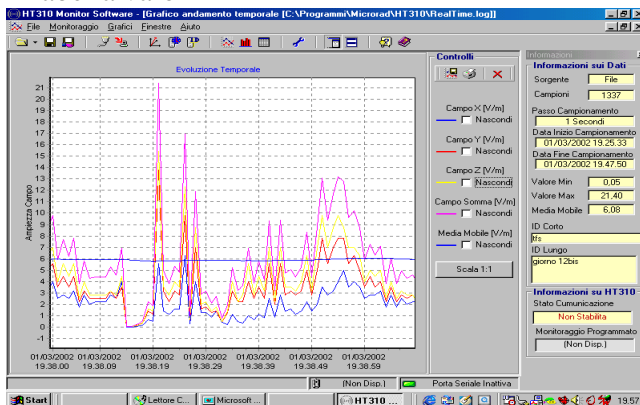 HT310 Monitor Software - [Grafico andamento temporale [C:\Programmi\Microrad\HT310\RealTime.log]]
File Monitoraggio Grafici Finestre Aiuto
Evoluzione Temporale
Ampiezza Campo
21
20
19
18
17
16
15
14
13
12
11
10
9
8
7
6
5
4
3
2
1
0
-1
01/03/2002 01/03/2002 01/03/2002 01/03/2002 01/03/2002 01/03/2002 01/03/2002
19.38.00 19.38.09 19.38.19 19.38.29 19.38.39 19.38.49 19.38.59
Controlli
Campo X [V/m]
Nascondi
Campo Y [V/m]
Nascondi
Campo Z [V/m]
Nascondi
Campo Somma [V/m]
Nascondi
Media Mobile [V/m]
Nascondi
Scala 1:1
Informazioni
Informazioni sui Dati
Sorgente File
Campioni 1337
Passo Campionamento
1 Secondi
Data Inizio Campionamento
01/03/2002 19.25.33
Data Fine Campionamento
01/03/2002 19.47.50
Valore Min 0,05
Valore Max 21,40
Media Mobile 6,08
ID Corto
tfs
ID Lungo
giorno 12bis
Informazioni su HT310
Stato Cumunicazione
Non Stabilita
Monitoraggio Programmato
(Non Disp.)
(Non Disp.) Porta Seriale Inattiva
Start Lettore C... Microsoft ... HT310 ... 19.57